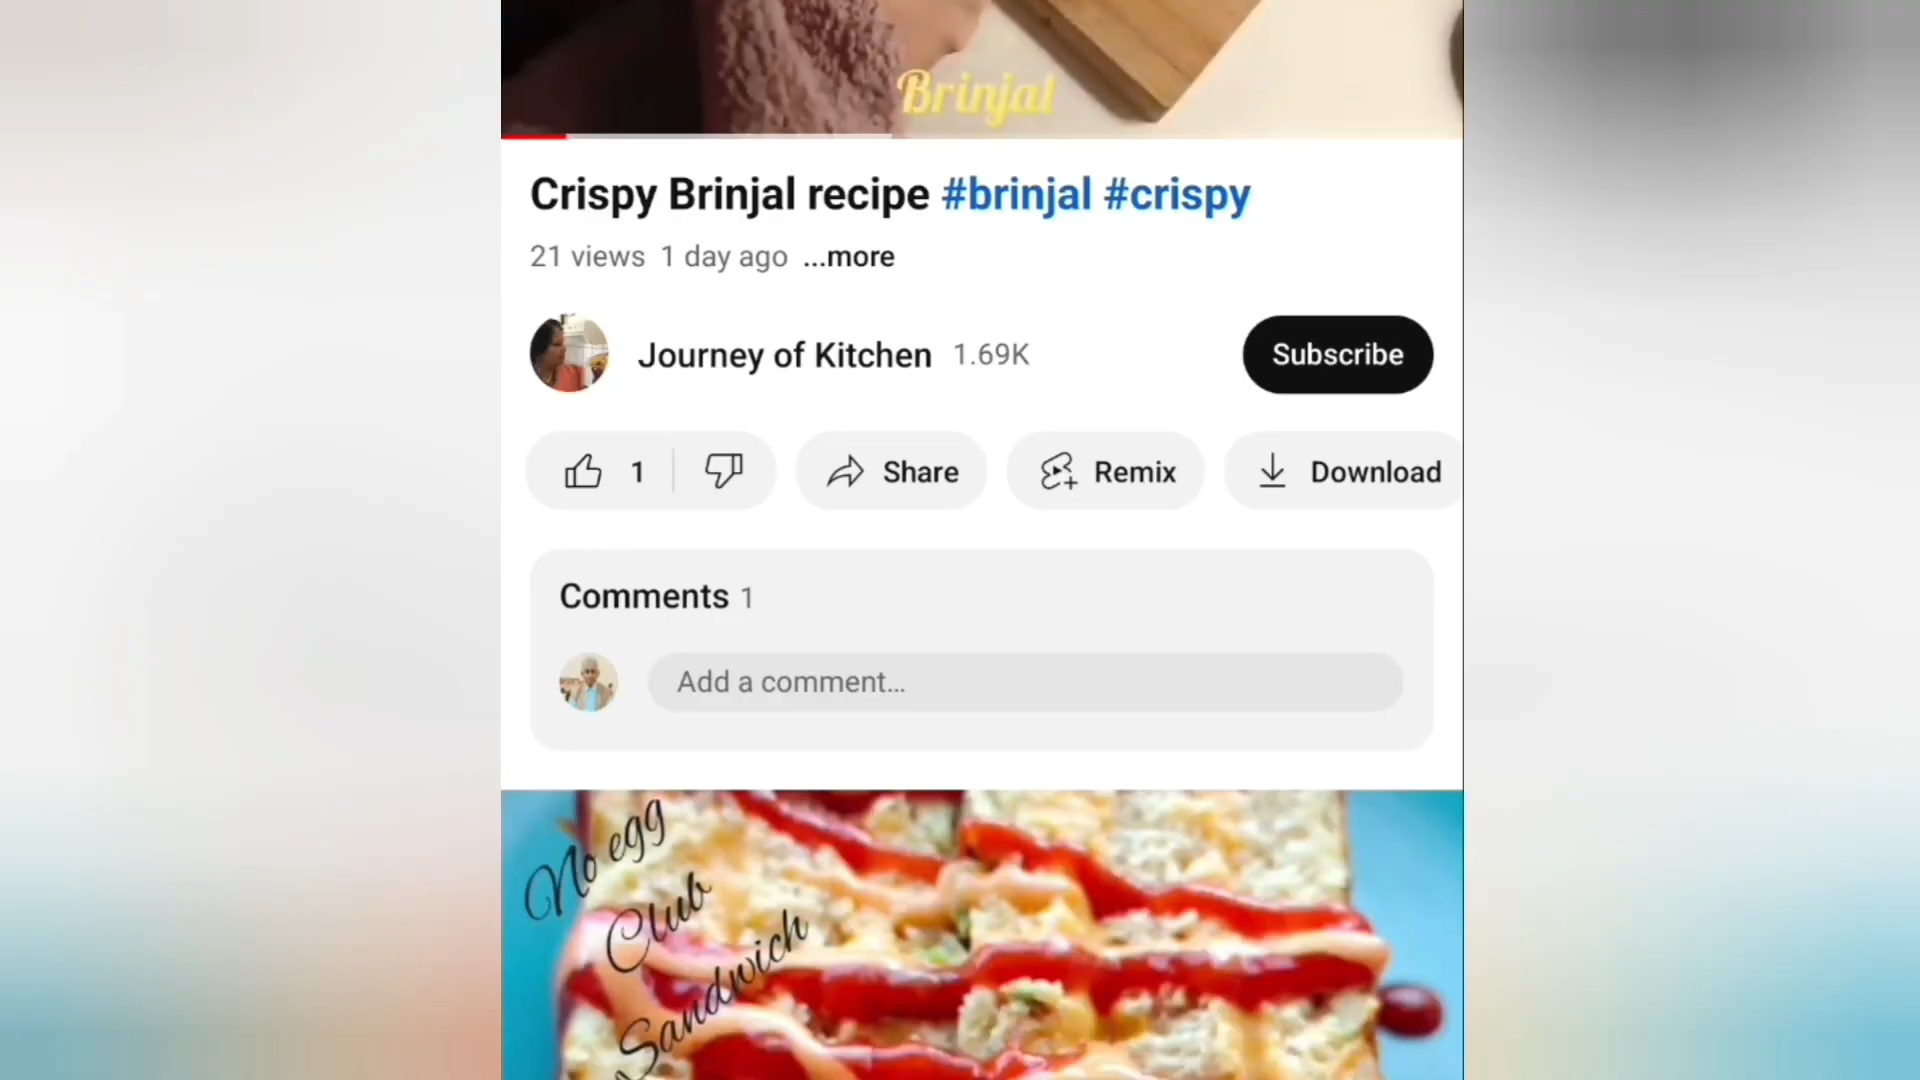 Brinjal
Crispy Brinjal recipe #brinjal #crispy
21 views 1 day ago ...more
Journey of Kitchen 1.69K
Subscribe
1
Share
Remix
Download
Comments 1
Add a comment...
No egg
Club
Sandwich